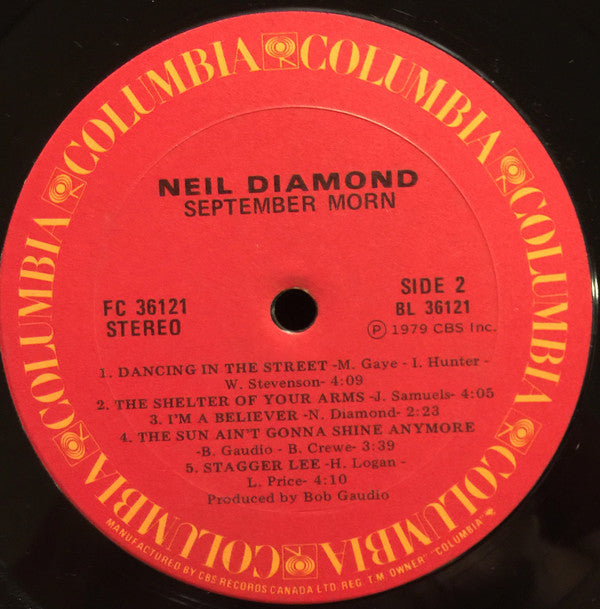 COLUMBIA COLUMBIA COLUMBIA COLUMBIA COLUMBIA COLUMBIA
NEIL DIAMOND
SEPTEMBER MORN
FC 36121
STEREO
SIDE 2
BL 36121
Ⓟ 1979 CBS Inc.
1. DANCING IN THE STREET -M. Gaye - I. Hunter -
W. Stevenson- 4:09
2. THE SHELTER OF YOUR ARMS -J. Samuels- 4:05
3. I'M A BELIEVER -N. Diamond- 2:23
4. THE SUN AIN'T GONNA SHINE ANYMORE
-B. Gaudio - B. Crewe- 3:39
5. STAGGER LEE -H. Logan -
L. Price- 4:10
Produced by Bob Gaudio
MANUFACTURED BY CBS RECORDS CANADA LTD. REG. T.M. OWNER "COLUMBIA"